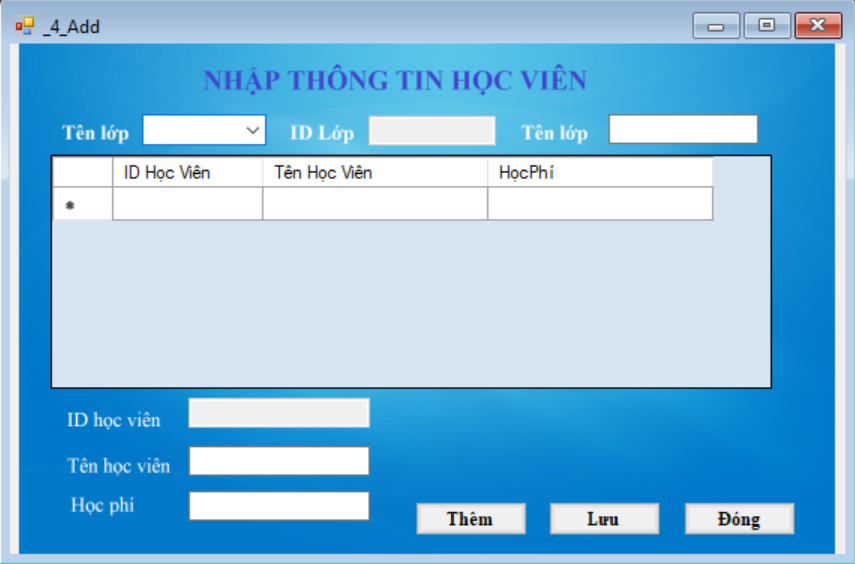 _4_Add
NHẬP THÔNG TIN HỌC VIÊN
Tên lớp ID Lớp Tên lớp
ID Học Viên Tên Học Viên HọcPhí
*
ID học viên
Tên học viên
Học phí
Thêm Lưu Đóng